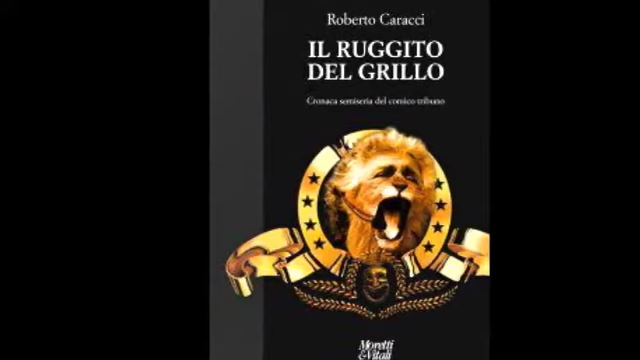 Roberto Caracci
IL RUGGITO
DEL GRILLO
Cronaca semiseria del comico tribuno
Moretti
&Vitali